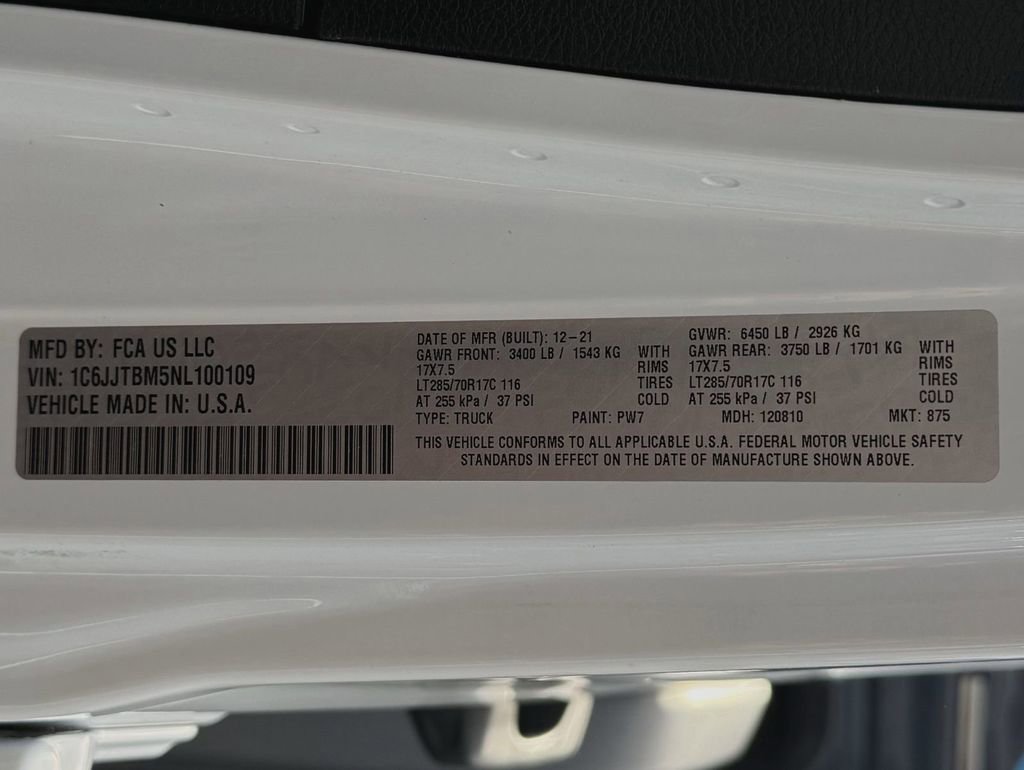 MFD BY: FCA US LLC
VIN: 1C6JJTBM5NL100109
VEHICLE MADE IN: U.S.A.
DATE OF MFR (BUILT): 12-21
GAWR FRONT: 3400 LB / 1543 KG WITH
17X7.5 RIMS
LT285/70R17C 116 TIRES
AT 255 kPa / 37 PSI COLD
GVWR: 6450 LB / 2926 KG
GAWR REAR: 3750 LB / 1701 KG WITH
17X7.5 RIMS
LT285/70R17C 116 TIRES
AT 255 kPa / 37 PSI COLD
TYPE: TRUCK PAINT: PW7 MDH: 120810 MKT: 875
THIS VEHICLE CONFORMS TO ALL APPLICABLE U.S.A. FEDERAL MOTOR VEHICLE SAFETY
STANDARDS IN EFFECT ON THE DATE OF MANUFACTURE SHOWN ABOVE.